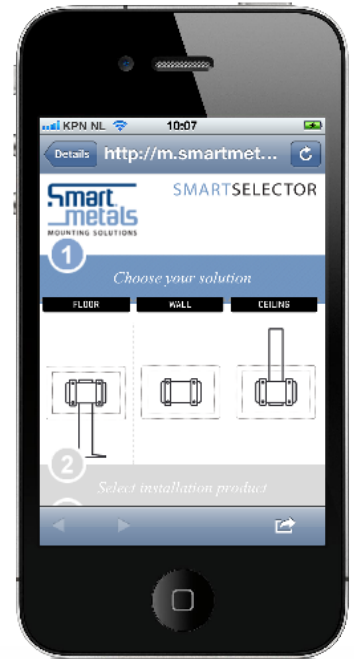 KPN NL 10:07
Details http://m.smartmet...
Smart
metals
MOUNTING SOLUTIONS
SMARTSELECTOR
1
Choose your solution
FLOOR WALL CEILING
2
Select installation product